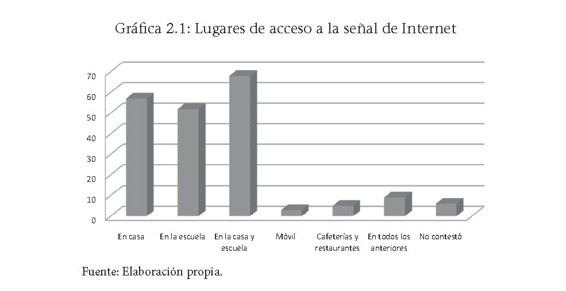 Gráfica 2.1: Lugares de acceso a la señal de Internet
70
60
50
40
30
20
10
0
En casa
En la escuela
En la casa y
escuela
Móvil
Cafeterías y
restaurantes
En todos los
anteriores
No contestó
Fuente: Elaboración propia.